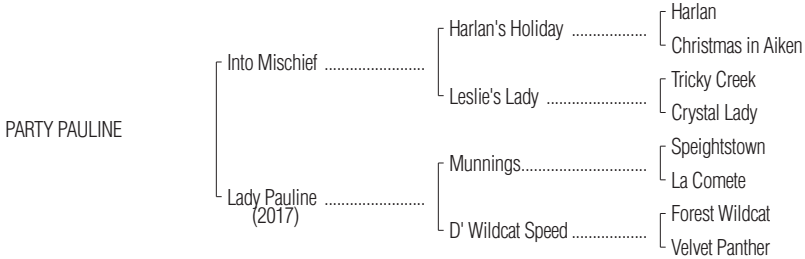 Harlan
Harlan's Holiday ..................
Christmas in Aiken
Into Mischief ........................
Tricky Creek
Leslie's Lady ........................
Crystal Lady
PARTY PAULINE
Speightstown
Munnings..............................
La Comete
Lady Pauline ........................
(2017)
Forest Wildcat
D' Wildcat Speed ..................
Velvet Panther